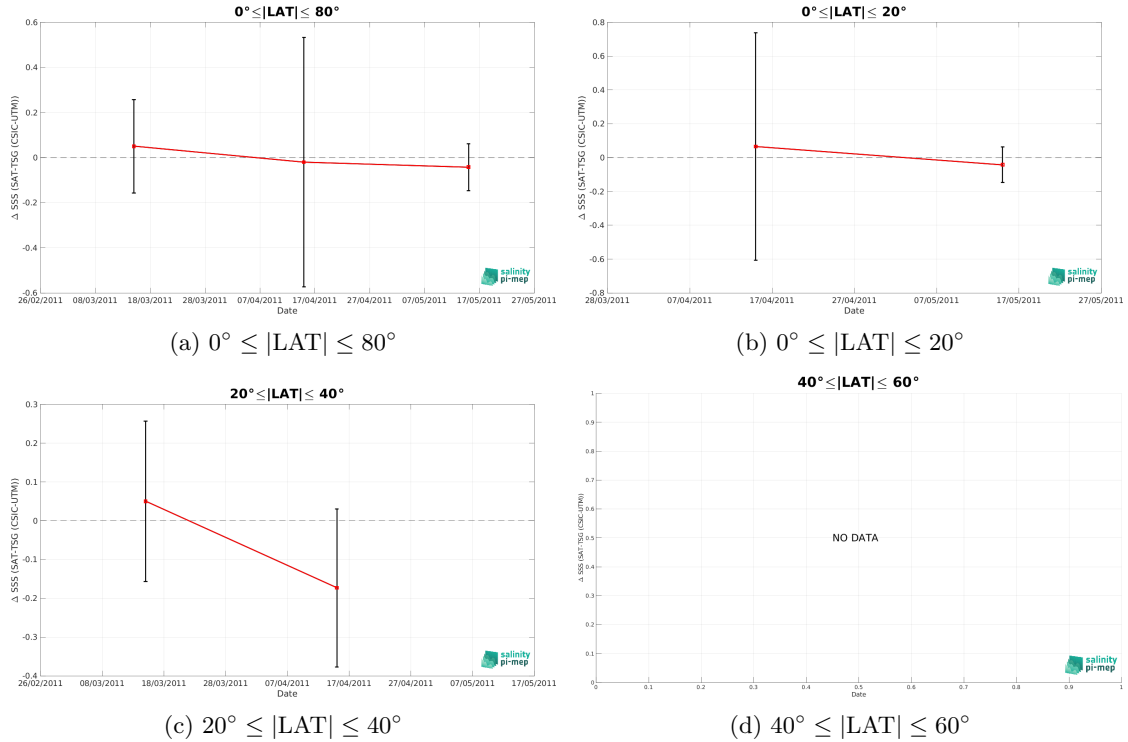 0°≤|LAT|≤ 80°
0.6
0.4
0.2
0
-0.2
-0.4
-0.6
Δ SSS (SAT-TSG (CSIC-UTM))
26/02/2011 08/03/2011 18/03/2011 28/03/2011 07/04/2011 17/04/2011 27/04/2011 07/05/2011 17/05/2011 27/05/2011
Date
salinity
pi-mep
(a) 0° ≤ |LAT| ≤ 80°
0°≤|LAT|≤ 20°
0.8
0.6
0.4
0.2
0
-0.2
-0.4
-0.6
-0.8
Δ SSS (SAT-TSG (CSIC-UTM))
28/03/2011 07/04/2011 17/04/2011 27/04/2011 07/05/2011 17/05/2011 27/05/2011
Date
salinity
pi-mep
(b) 0° ≤ |LAT| ≤ 20°
20°≤|LAT|≤ 40°
0.3
0.2
0.1
0
-0.1
-0.2
-0.3
-0.4
Δ SSS (SAT-TSG (CSIC-UTM))
26/02/2011 08/03/2011 18/03/2011 28/03/2011 07/04/2011 17/04/2011 27/04/2011 07/05/2011 17/05/2011
Date
salinity
pi-mep
(c) 20° ≤ |LAT| ≤ 40°
40°≤|LAT|≤ 60°
1
0.9
0.8
0.7
0.6
0.5
0.4
0.3
0.2
0.1
0
Δ SSS (SAT-TSG (CSIC-UTM))
NO DATA
0 0.1 0.2 0.3 0.4 0.5 0.6 0.7 0.8 0.9 1
Date
salinity
pi-mep
(d) 40° ≤ |LAT| ≤ 60°